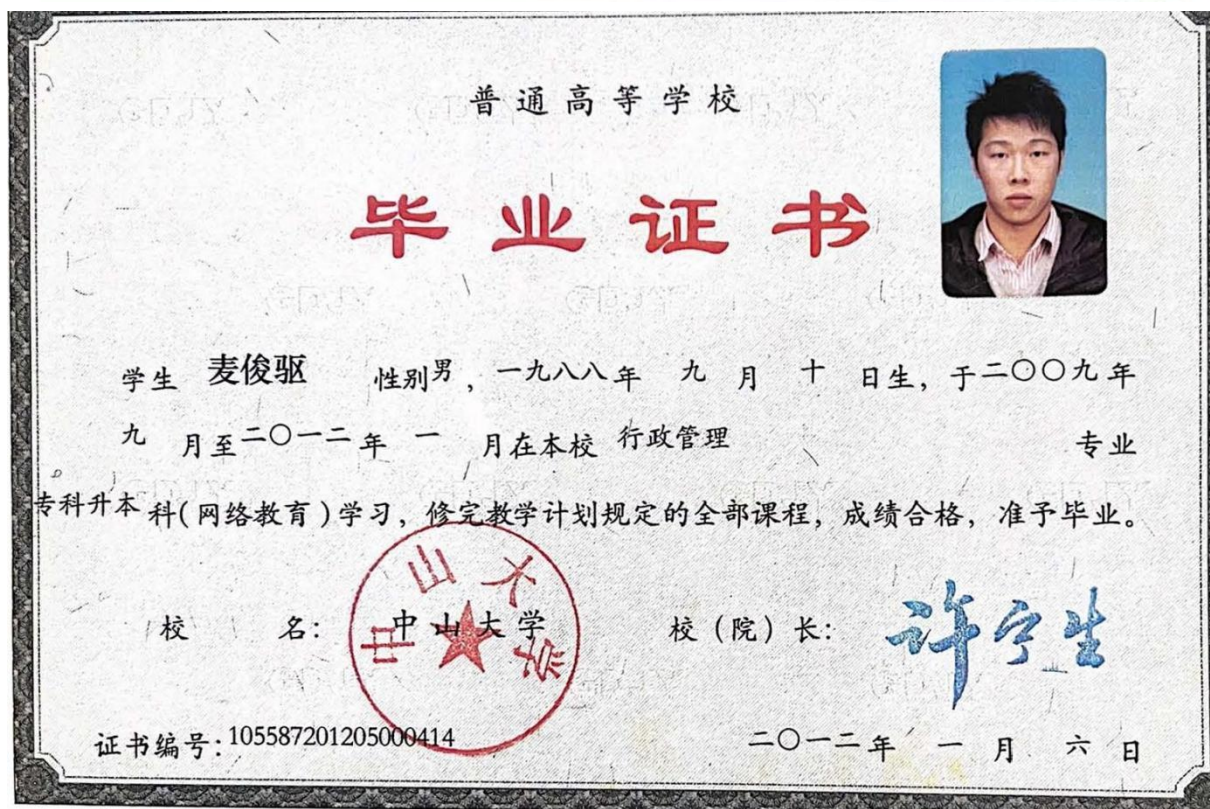 普通高等学校
毕业证书
学生 麦俊驱 性别男，一九八八年 九 月 十 日生，于二〇〇九年
九 月至二〇一二年 一 月在本校 行政管理 专业
专科升本科(网络教育)学习，修完教学计划规定的全部课程，成绩合格，准予毕业。
校 名：中山大学 校（院）长：许宁生
中山大学
证书编号：105587201205000414 二〇一二年 一 月 六 日